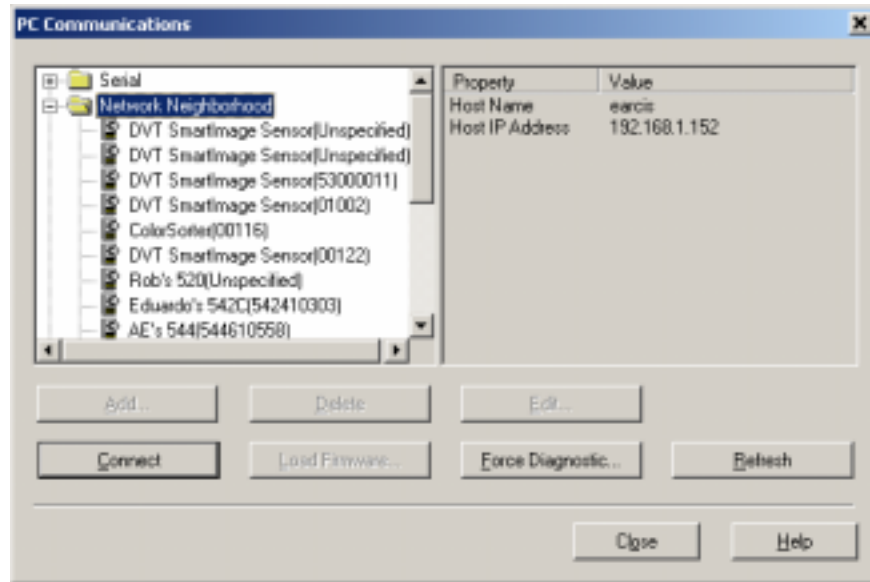 PC Communications
Serial
Network Neighborhood
DVT SmartImage Sensor(Unspecified)
DVT SmartImage Sensor(Unspecified)
DVT SmartImage Sensor(53000011)
DVT SmartImage Sensor(01002)
ColorSorter(00116)
DVT SmartImage Sensor(00122)
Rob's 520(Unspecified)
Eduardo's 542C(542410303)
AE's 544(544610558)
Property Value
Host Name earcis
Host IP Address 192.168.1.152
Add... Delete Edit...
Connect Load Firmware... Force Diagnostic... Refresh
Close Help